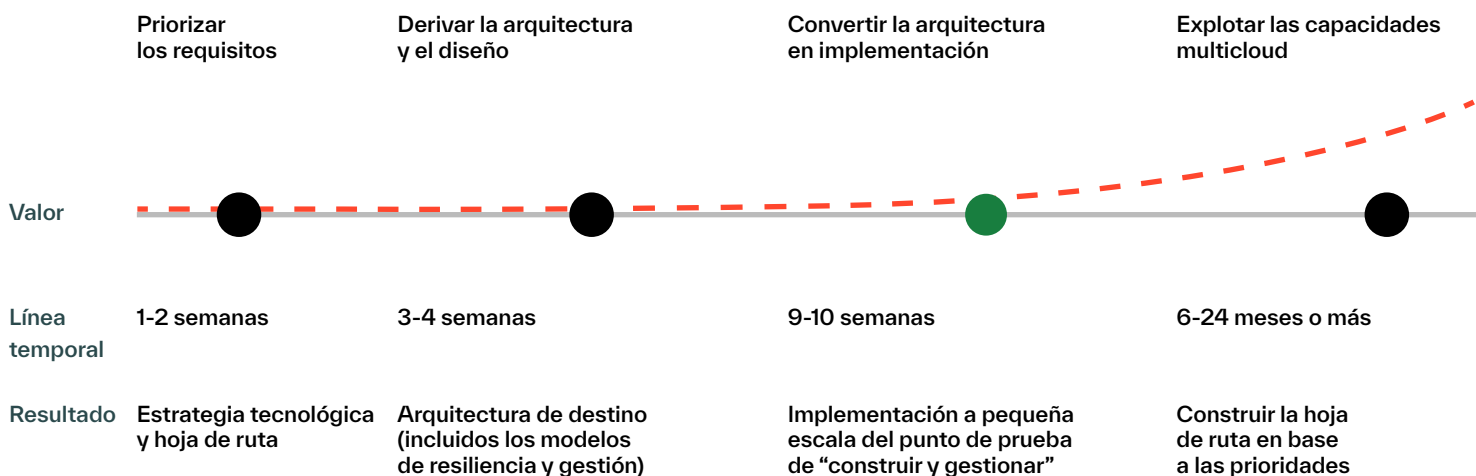 Priorizar
los requisitos
Derivar la arquitectura
y el diseño
Convertir la arquitectura
en implementación
Explotar las capacidades
multicloud
Valor
Línea
temporal
1-2 semanas
3-4 semanas
9-10 semanas
6-24 meses o más
Resultado
Estrategia tecnológica
y hoja de ruta
Arquitectura de destino
(incluidos los modelos
de resiliencia y gestión)
Implementación a pequeña
escala del punto de prueba
de “construir y gestionar”
Construir la hoja
de ruta en base
a las prioridades